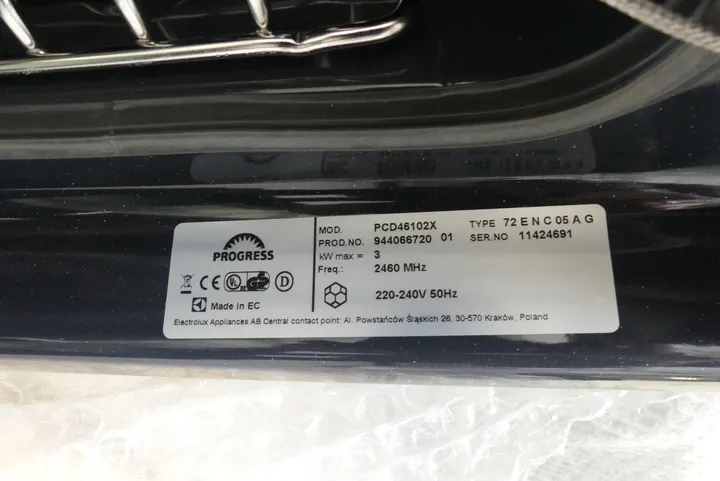 PROGRESS
MOD. PCD46102X TYPE 72 E N C 05 A G
PROD.NO. 944066720 01 SER.NO 11424691
kW max = 3
Freq.: 2460 MHz
220-240V 50Hz
Made in EC
Electrolux Appliances AB Central contact point: Al. Powstańców Śląskich 26, 30-570 Kraków, Poland